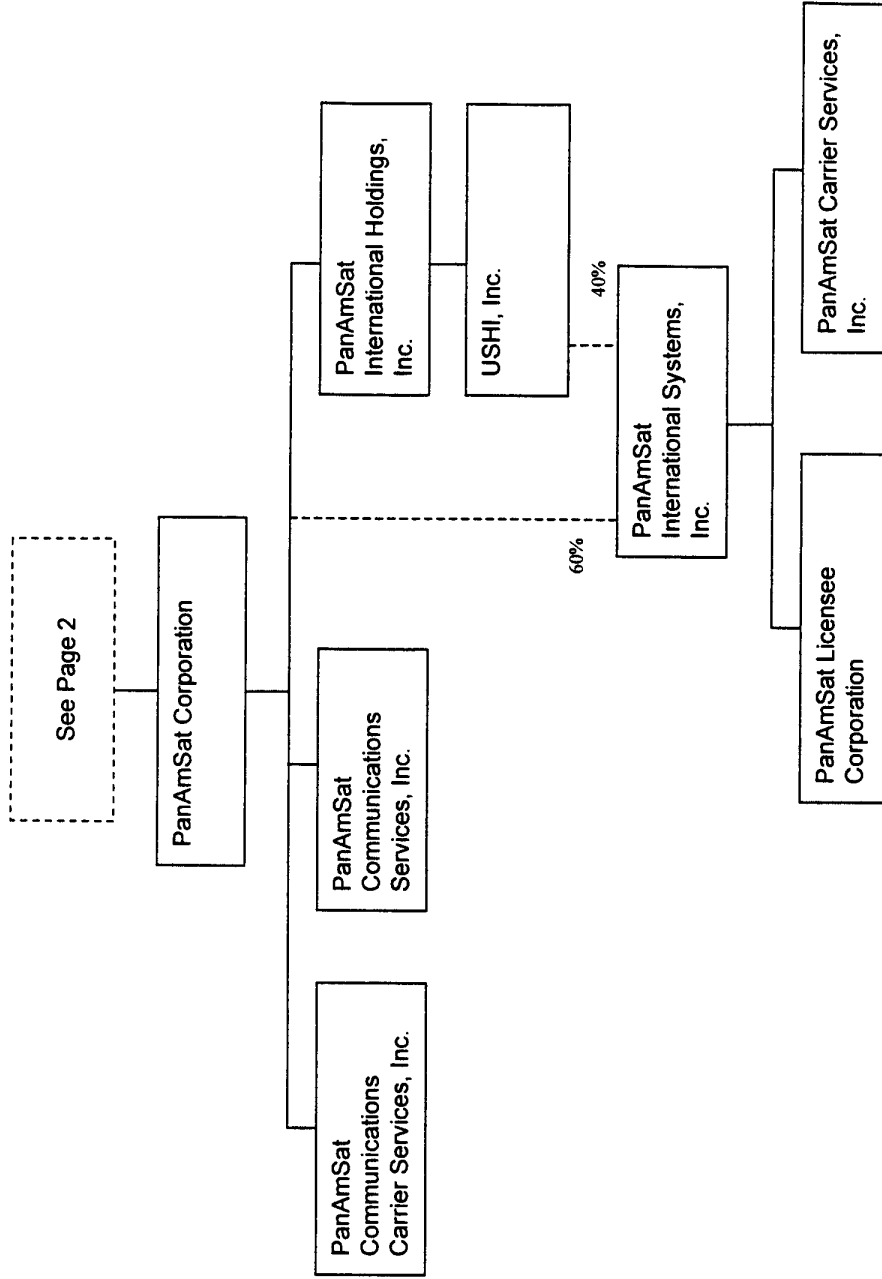 See Page 2
PanAmSat Corporation
PanAmSat
Communications
Carrier Services, Inc.
PanAmSat
Communications
Services, Inc.
PanAmSat
International Holdings,
Inc.
USHI, Inc.
60%
40%
PanAmSat
International Systems,
Inc.
PanAmSat Licensee
Corporation
PanAmSat Carrier Services,
Inc.